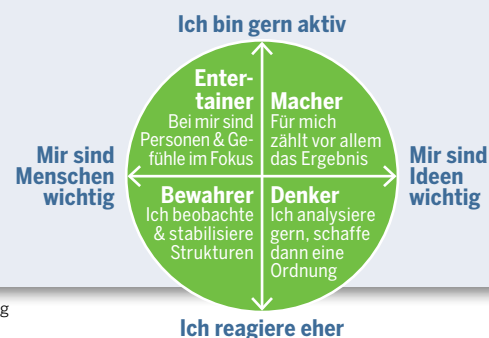 Ich bin gern aktiv
Enter-
tainer
Bei mir sind
Personen & Ge-
fühle im Fokus
Macher
Für mich
zählt vor allem
das Ergebnis
Mir sind
Menschen
wichtig
Mir sind
Ideen
wichtig
Bewahrer
Ich beobachte
& stabilisiere
Strukturen
Denker
Ich analysiere
gern, schaffe
dann eine
Ordnung
g
Ich reagiere eher